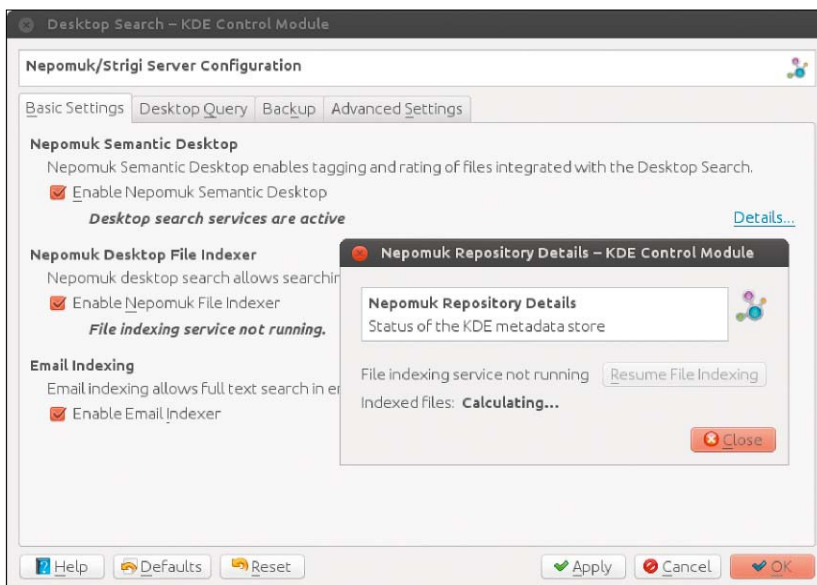 Desktop Search – KDE Control Module
Nepomuk/Strigi Server Configuration
Basic Settings Desktop Query Backup Advanced Settings
Nepomuk Semantic Desktop
Nepomuk Semantic Desktop enables tagging and rating of files integrated with the Desktop Search.
Enable Nepomuk Semantic Desktop
Desktop search services are active
Details...
Nepomuk Desktop File Indexer
Nepomuk desktop search allows searchin
Enable Nepomuk File Indexer
File indexing service not running.
Email Indexing
Email indexing allows full text search in
Enable Email Indexer
Nepomuk Repository Details – KDE Control Module
Nepomuk Repository Details
Status of the KDE metadata store
File indexing service not running Resume File Indexing
Indexed files: Calculating...
Close
Help Defaults Reset Apply Cancel OK